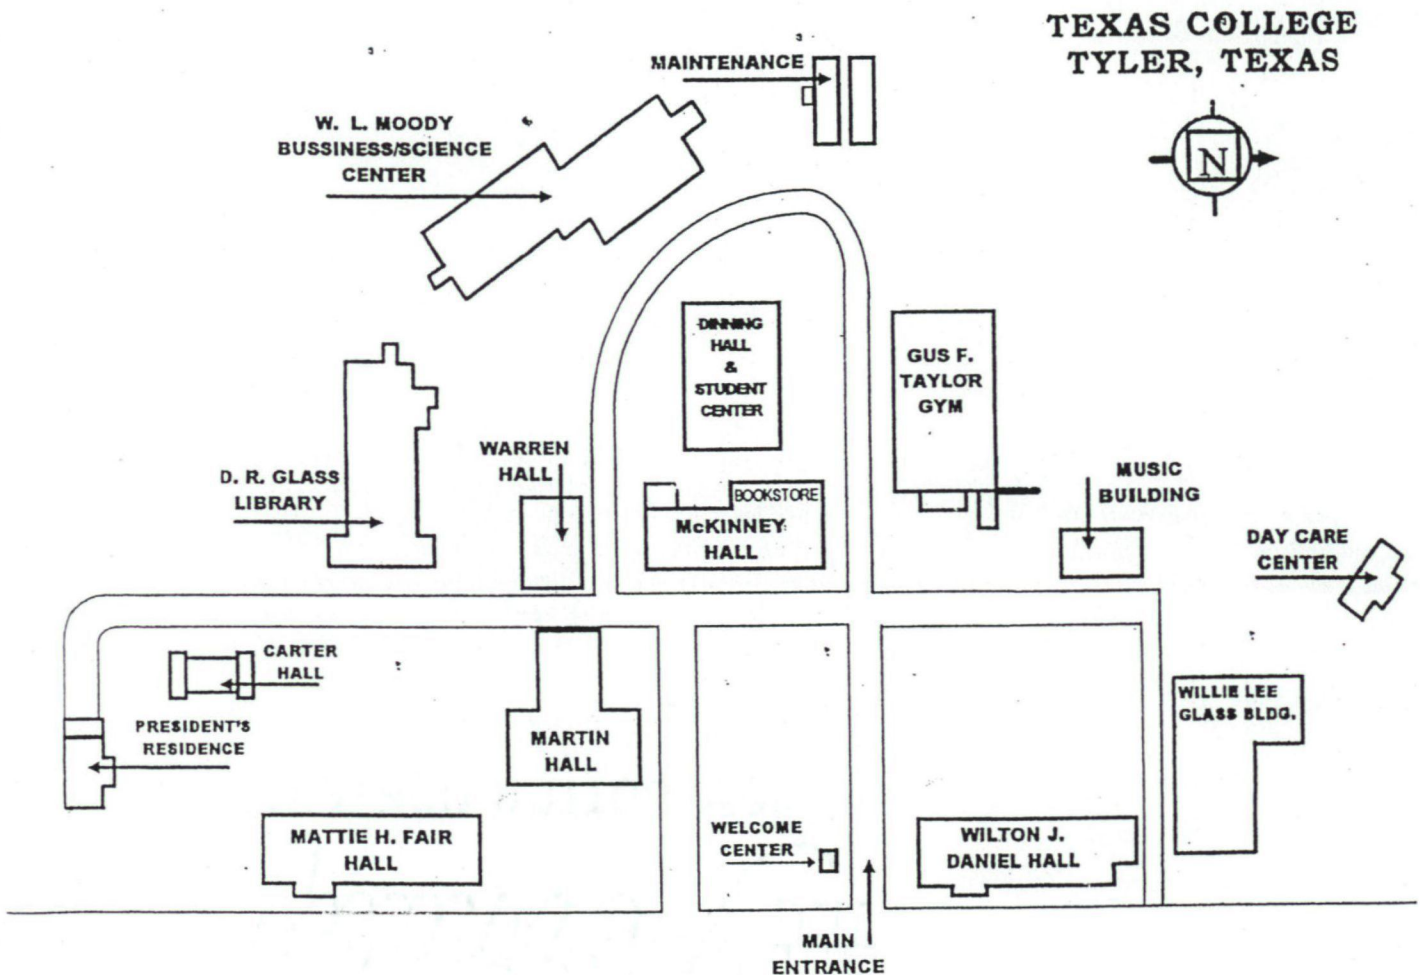 TEXAS COLLEGE
TYLER, TEXAS
N
MAINTENANCE
W. L. MOODY
BUSSINESS/SCIENCE
CENTER
DINNING
HALL
&
STUDENT
CENTER
GUS F.
TAYLOR
GYM
WARREN
HALL
D. R. GLASS
LIBRARY
BOOKSTORE
McKINNEY
HALL
MUSIC
BUILDING
DAY CARE
CENTER
CARTER
HALL
PRESIDENT'S
RESIDENCE
MARTIN
HALL
WILLIE LEE
GLASS BLDG.
MATTIE H. FAIR
HALL
WELCOME
CENTER
WILTON J.
DANIEL HALL
MAIN
ENTRANCE